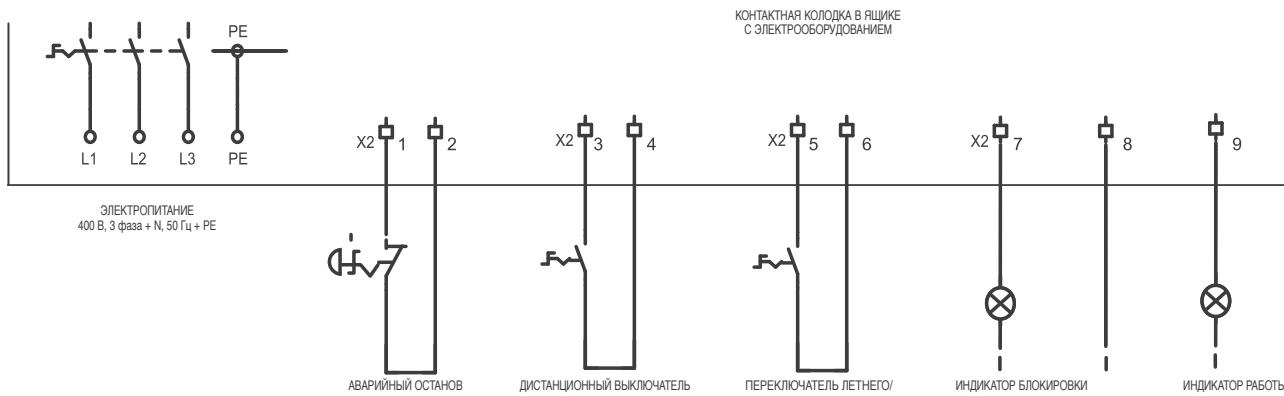 КОНТАКТНАЯ КОЛОДКА В ЯЩИКЕ
С ЭЛЕКТРООБОРУДОВАНИЕМ
PE
L1 L2 L3 PE
X2 1 2 X2 3 4 X2 5 6 X2 7 8 9
ЭЛЕКТРОПИТАНИЕ
400 В, 3 фаза + N, 50 Гц + PE
АВАРИЙНЫЙ ОСТАНОВ ДИСТАНЦИОННЫЙ ВЫКЛЮЧАТЕЛЬ ПЕРЕКЛЮЧАТЕЛЬ ЛЕТНЕГО/ ИНДИКАТОР БЛОКИРОВКИ ИНДИКАТОР РАБОТЫ